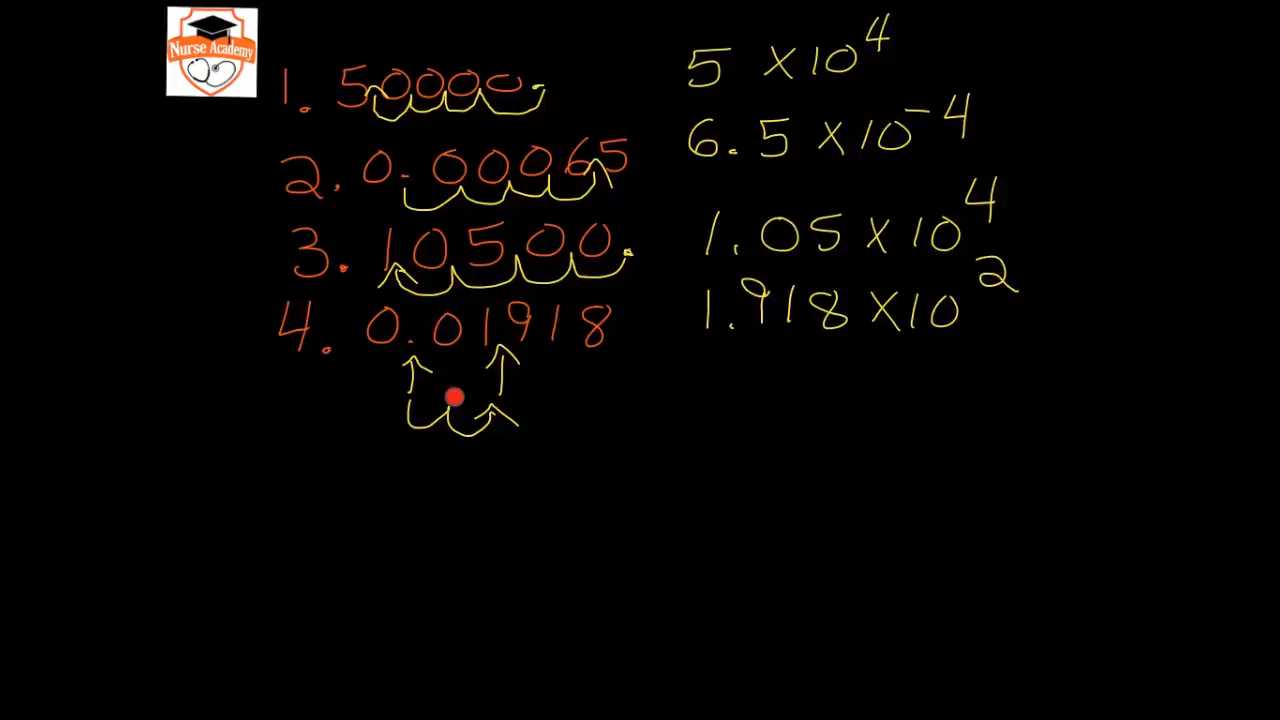 Nurse Academy
1. 50000. 5 × 10⁴
2. 0.00065 6.5 × 10⁻⁴
3. 10500. 1.05 × 10⁴
4. 0.01918 1.918 × 10²